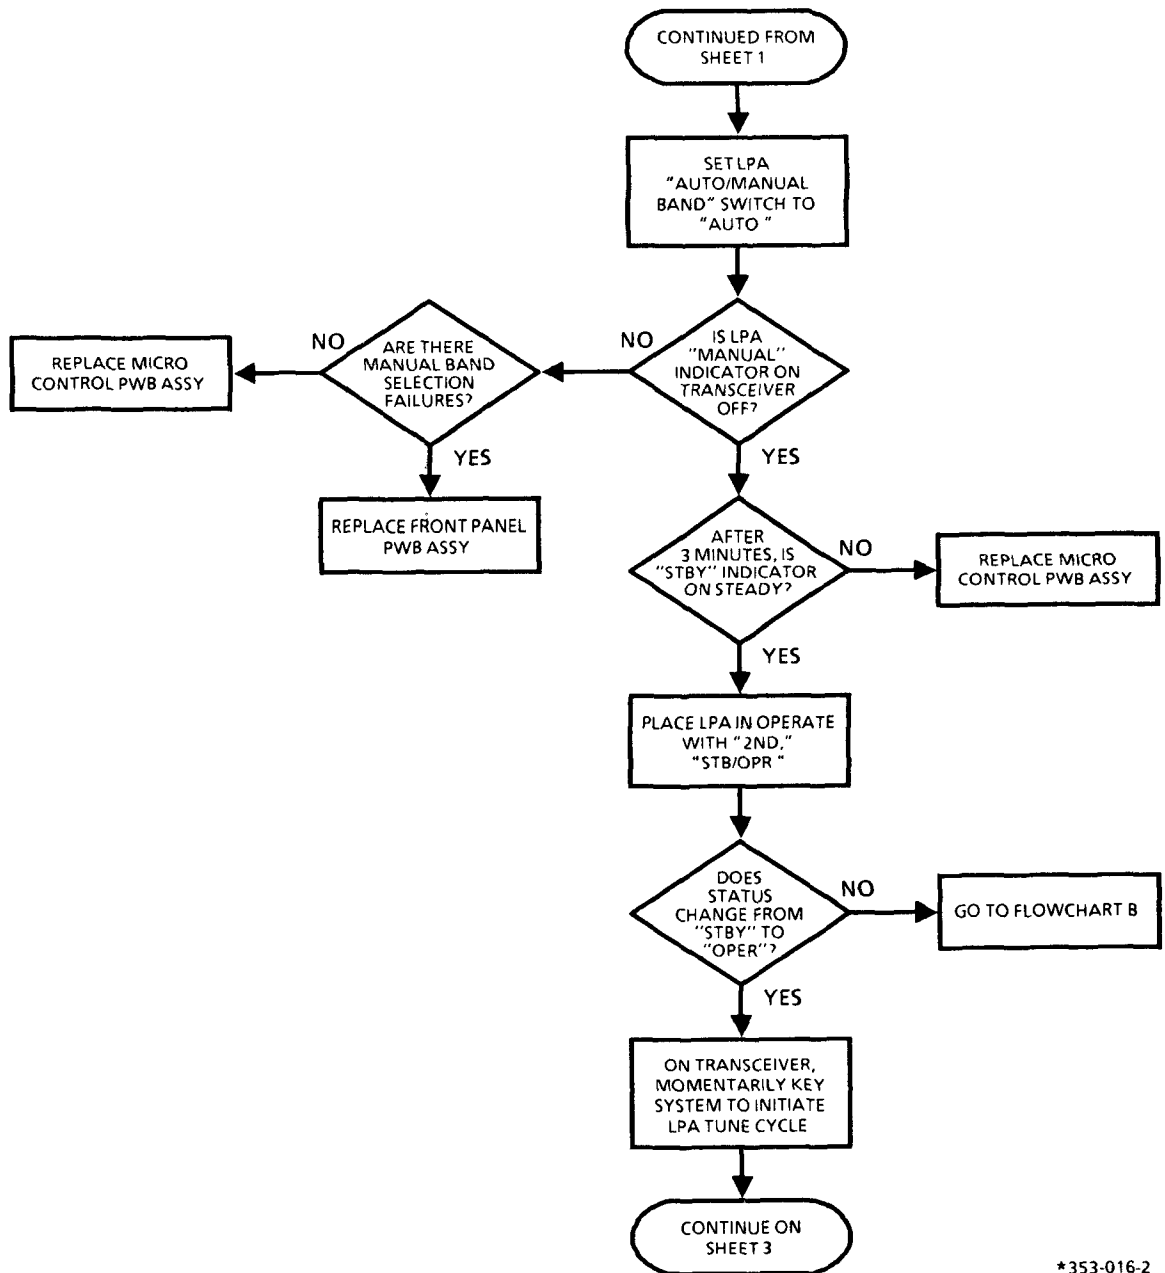 CONTINUED FROM
SHEET 1
SET LPA
"AUTO/MANUAL
BAND" SWITCH TO
"AUTO "
IS LPA
"MANUAL"
INDICATOR ON
TRANSCEIVER
OFF?
NO
ARE THERE
MANUAL BAND
SELECTION
FAILURES?
NO
REPLACE MICRO
CONTROL PWB ASSY
YES
REPLACE FRONT PANEL
PWB ASSY
YES
AFTER
3 MINUTES, IS
"STBY" INDICATOR
ON STEADY?
NO
REPLACE MICRO
CONTROL PWB ASSY
YES
PLACE LPA IN OPERATE
WITH "2ND,"
"STB/OPR "
DOES
STATUS
CHANGE FROM
"STBY" TO
"OPER"?
NO
GO TO FLOWCHART B
YES
ON TRANSCEIVER,
MOMENTARILY KEY
SYSTEM TO INITIATE
LPA TUNE CYCLE
CONTINUE ON
SHEET 3
*353-016-2